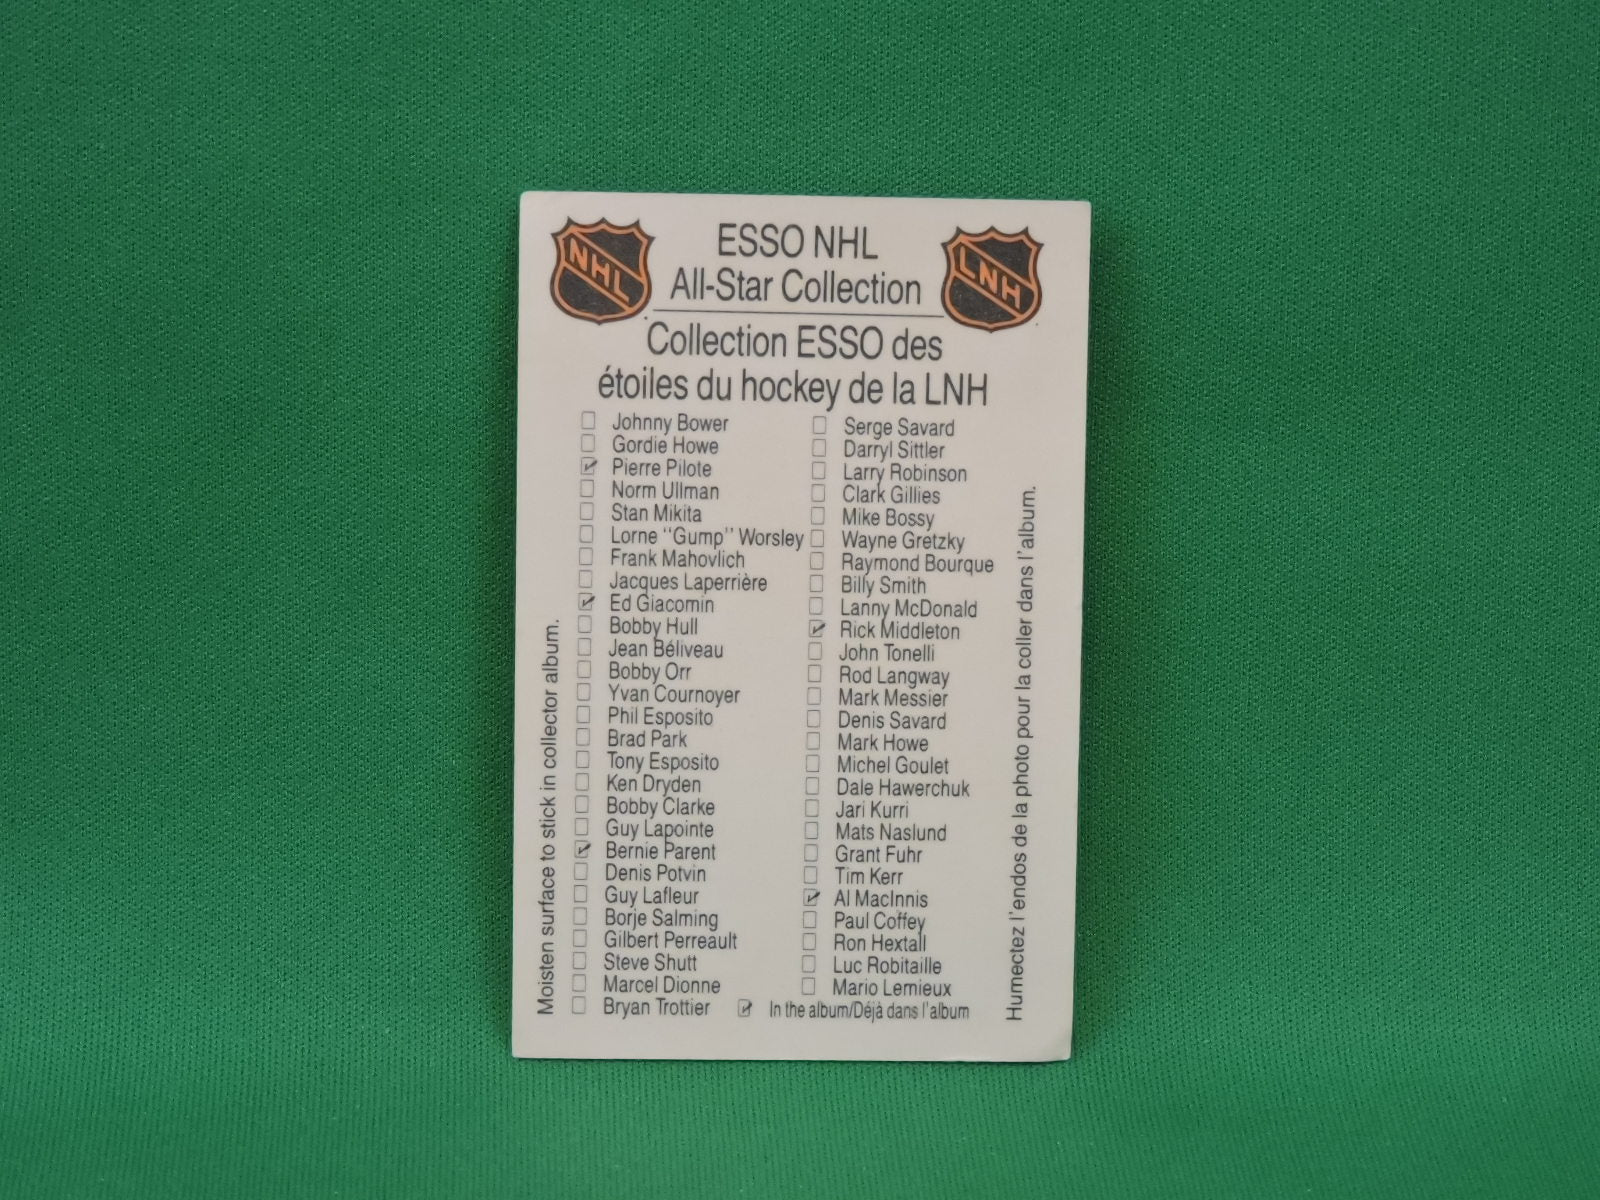 NHL
ESSO NHL
All-Star Collection
LNH
Collection ESSO des
étoiles du hockey de la LNH
Johnny Bower
Gordie Howe
Pierre Pilote
Norm Ullman
Stan Mikita
Lorne "Gump" Worsley
Frank Mahovlich
Jacques Laperrière
Ed Giacomin
Bobby Hull
Jean Béliveau
Bobby Orr
Yvan Cournoyer
Phil Esposito
Brad Park
Tony Esposito
Ken Dryden
Bobby Clarke
Guy Lapointe
Bernie Parent
Denis Potvin
Guy Lafleur
Borje Salming
Gilbert Perreault
Steve Shutt
Marcel Dionne
Bryan Trottier
Serge Savard
Darryl Sittler
Larry Robinson
Clark Gillies
Mike Bossy
Wayne Gretzky
Raymond Bourque
Billy Smith
Lanny McDonald
Rick Middleton
John Tonelli
Rod Langway
Mark Messier
Denis Savard
Mark Howe
Michel Goulet
Dale Hawerchuk
Jari Kurri
Mats Naslund
Grant Fuhr
Tim Kerr
Al MacInnis
Paul Coffey
Ron Hextall
Luc Robitaille
Mario Lemieux
In the album/Déjà dans l'album
Moisten surface to stick in collector album.
Humectez l'endos de la photo pour la coller dans l'album.